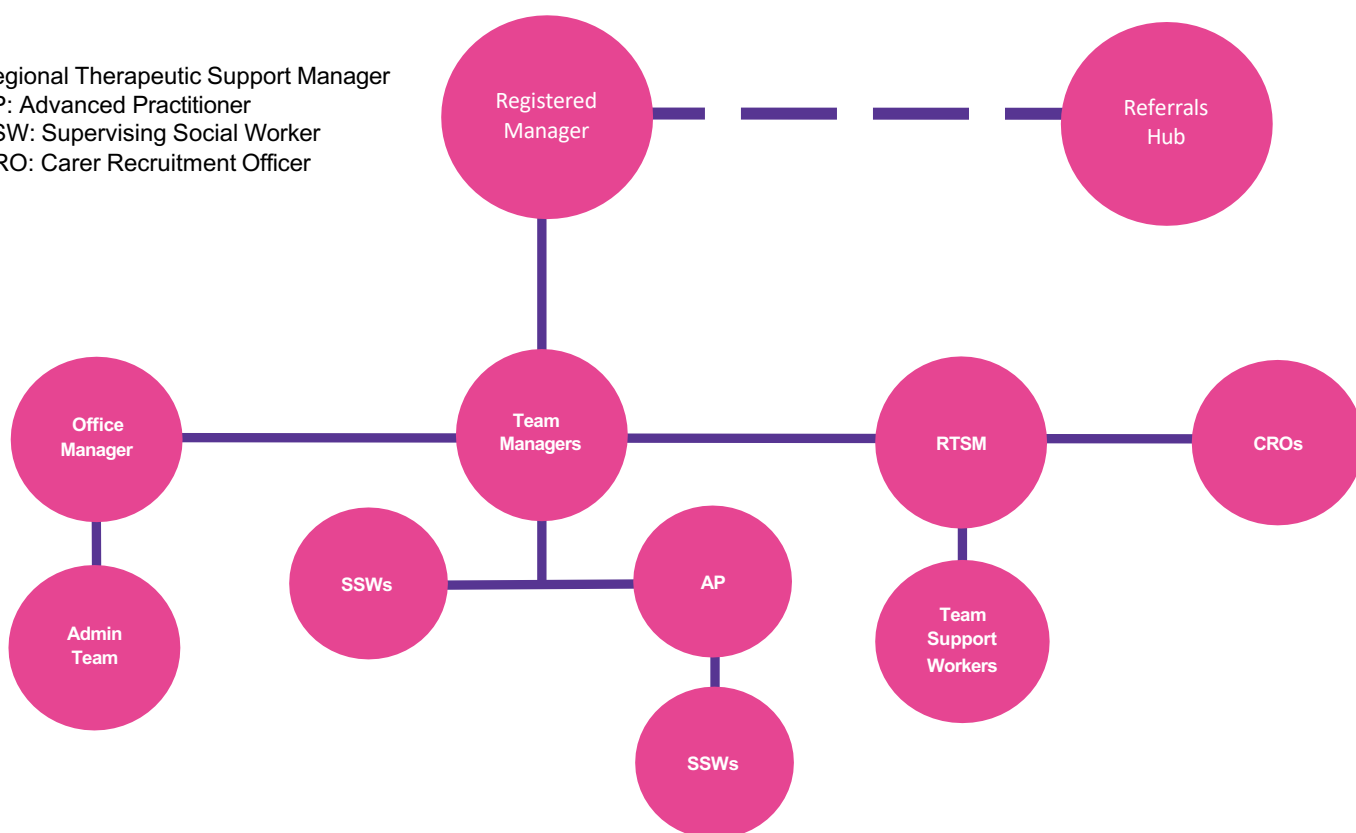 egional Therapeutic Support Manager
P: Advanced Practitioner
SW: Supervising Social Worker
RO: Carer Recruitment Officer
Registered
Manager
Referrals
Hub
Office
Manager
Team
Managers
RTSM
CROs
SSWs
AP
Admin
Team
Team
Support
Workers
SSWs